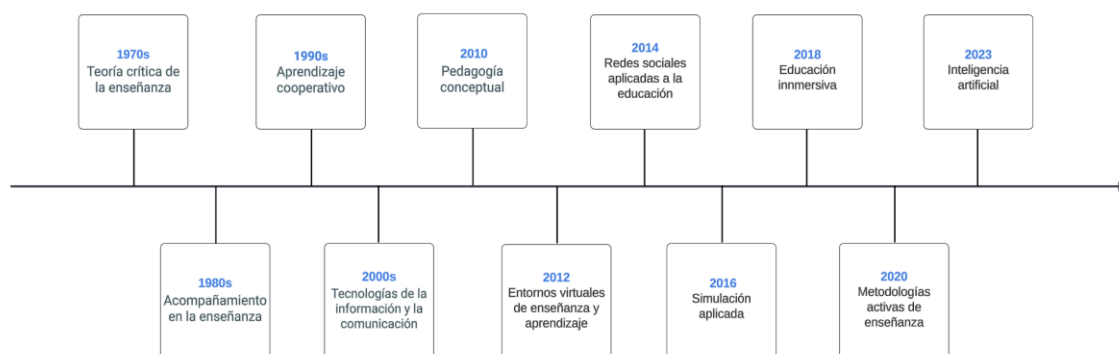 1970s
Teoría crítica de
la enseñanza
1990s
Aprendizaje
cooperativo
2010
Pedagogía
conceptual
2014
Redes sociales
aplicadas a la
educación
2018
Educación
innmersiva
2023
Inteligencia
artificial
1980s
Acompañamiento
en la enseñanza
2000s
Tecnologías de la
información y la
comunicación
2012
Entornos virtuales
de enseñanza y
aprendizaje
2016
Simulación
aplicada
2020
Metodologías
activas de
enseñanza